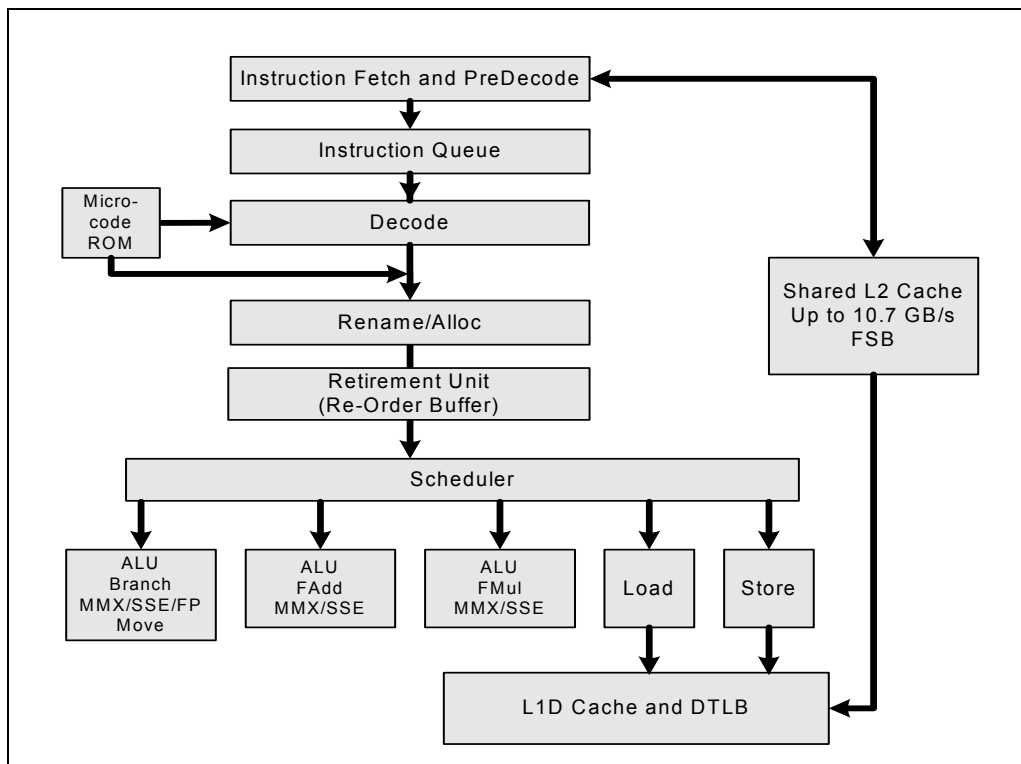 Instruction Fetch and PreDecode
Instruction Queue
Micro-
code
ROM
Decode
Shared L2 Cache
Up to 10.7 GB/s
FSB
Rename/Alloc
Retirement Unit
(Re-Order Buffer)
Scheduler
ALU
Branch
MMX/SSE/FP
Move
ALU
FAdd
MMX/SSE
ALU
FMul
MMX/SSE
Load
Store
L1D Cache and DTLB